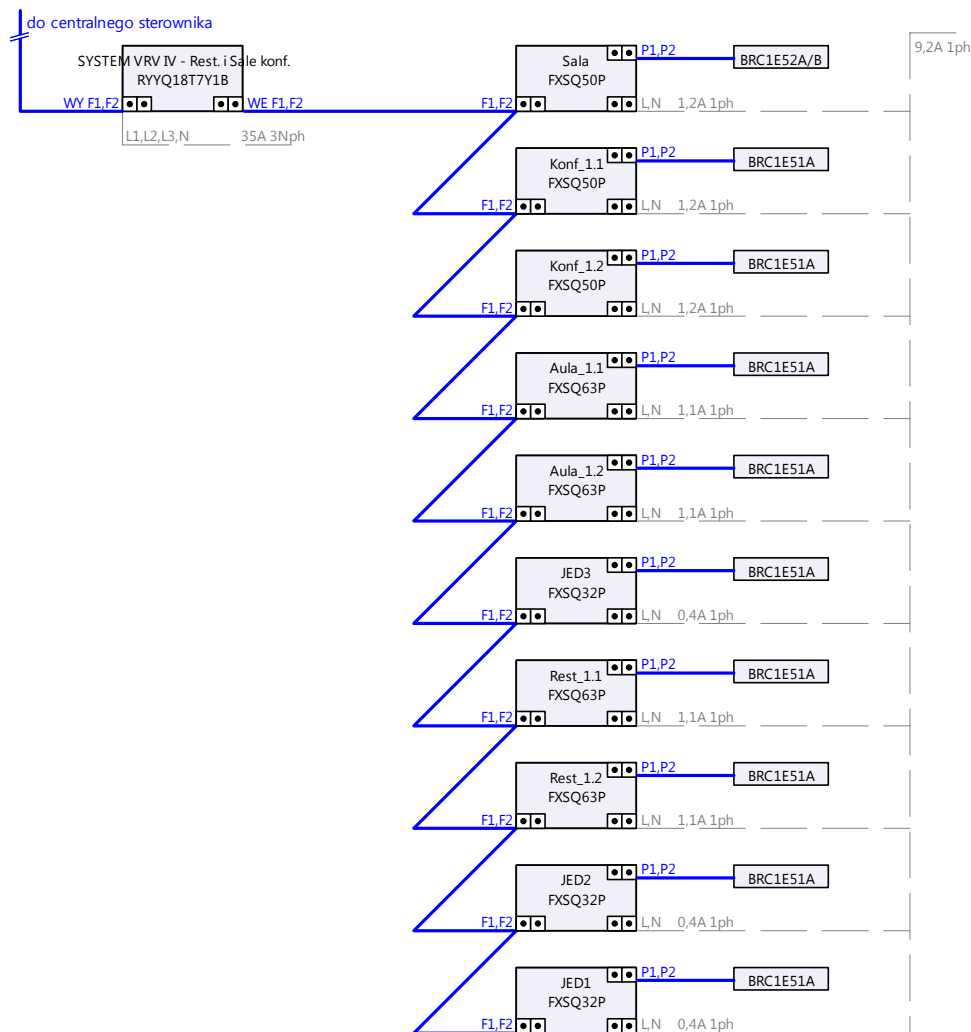 do centralnego sterownika
SYSTEM VRV IV - Rest. i Sale konf.
RYYQ18T7Y1B
WY F1,F2
WE F1,F2
L1,L2,L3,N
35A 3Nph
9,2A 1ph
Sala
FXSQ50P
P1,P2
BRC1E52A/B
F1,F2
L,N
1,2A 1ph
Konf_1.1
FXSQ50P
P1,P2
BRC1E51A
F1,F2
L,N
1,2A 1ph
Konf_1.2
FXSQ50P
P1,P2
BRC1E51A
F1,F2
L,N
1,2A 1ph
Aula_1.1
FXSQ63P
P1,P2
BRC1E51A
F1,F2
L,N
1,1A 1ph
Aula_1.2
FXSQ63P
P1,P2
BRC1E51A
F1,F2
L,N
1,1A 1ph
JED3
FXSQ32P
P1,P2
BRC1E51A
F1,F2
L,N
0,4A 1ph
Rest_1.1
FXSQ63P
P1,P2
BRC1E51A
F1,F2
L,N
1,1A 1ph
Rest_1.2
FXSQ63P
P1,P2
BRC1E51A
F1,F2
L,N
1,1A 1ph
JED2
FXSQ32P
P1,P2
BRC1E51A
F1,F2
L,N
0,4A 1ph
JED1
FXSQ32P
P1,P2
BRC1E51A
F1,F2
L,N
0,4A 1ph